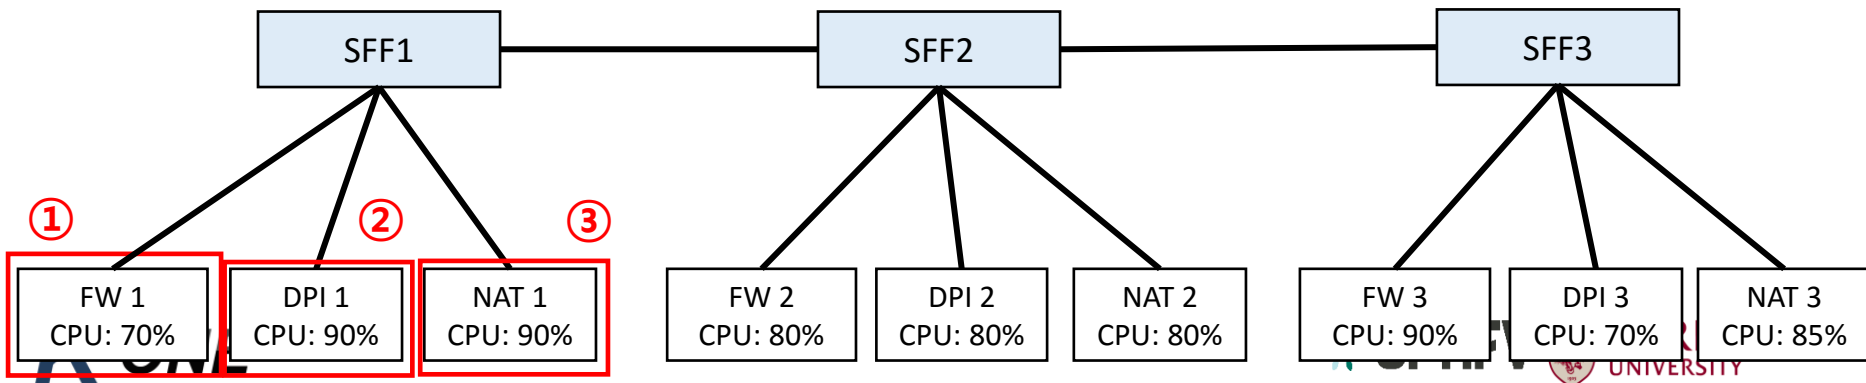 SFF1
SFF2
SFF3
①
②
③
FW 1
CPU: 70%
DPI 1
CPU: 90%
NAT 1
CPU: 90%
FW 2
CPU: 80%
DPI 2
CPU: 80%
NAT 2
CPU: 80%
FW 3
CPU: 90%
DPI 3
CPU: 70%
NAT 3
CPU: 85%
UNIVERSITY